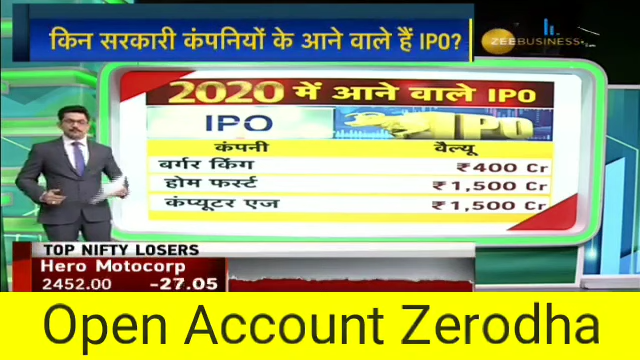 किन सरकारी कंपनियों के आने वाले हैं IPO?
ZEEBUSINESS
2020 में आने वाले IPO
IPO
IPO
कंपनी वैल्यू
बर्गर किंग ₹400 Cr
होम फर्स्ट ₹1,500 Cr
कंप्यूटर एज ₹1,500 Cr
TOP NIFTY LOSERS
Hero Motocorp
2452.00 -27.05
Open Account Zerodha